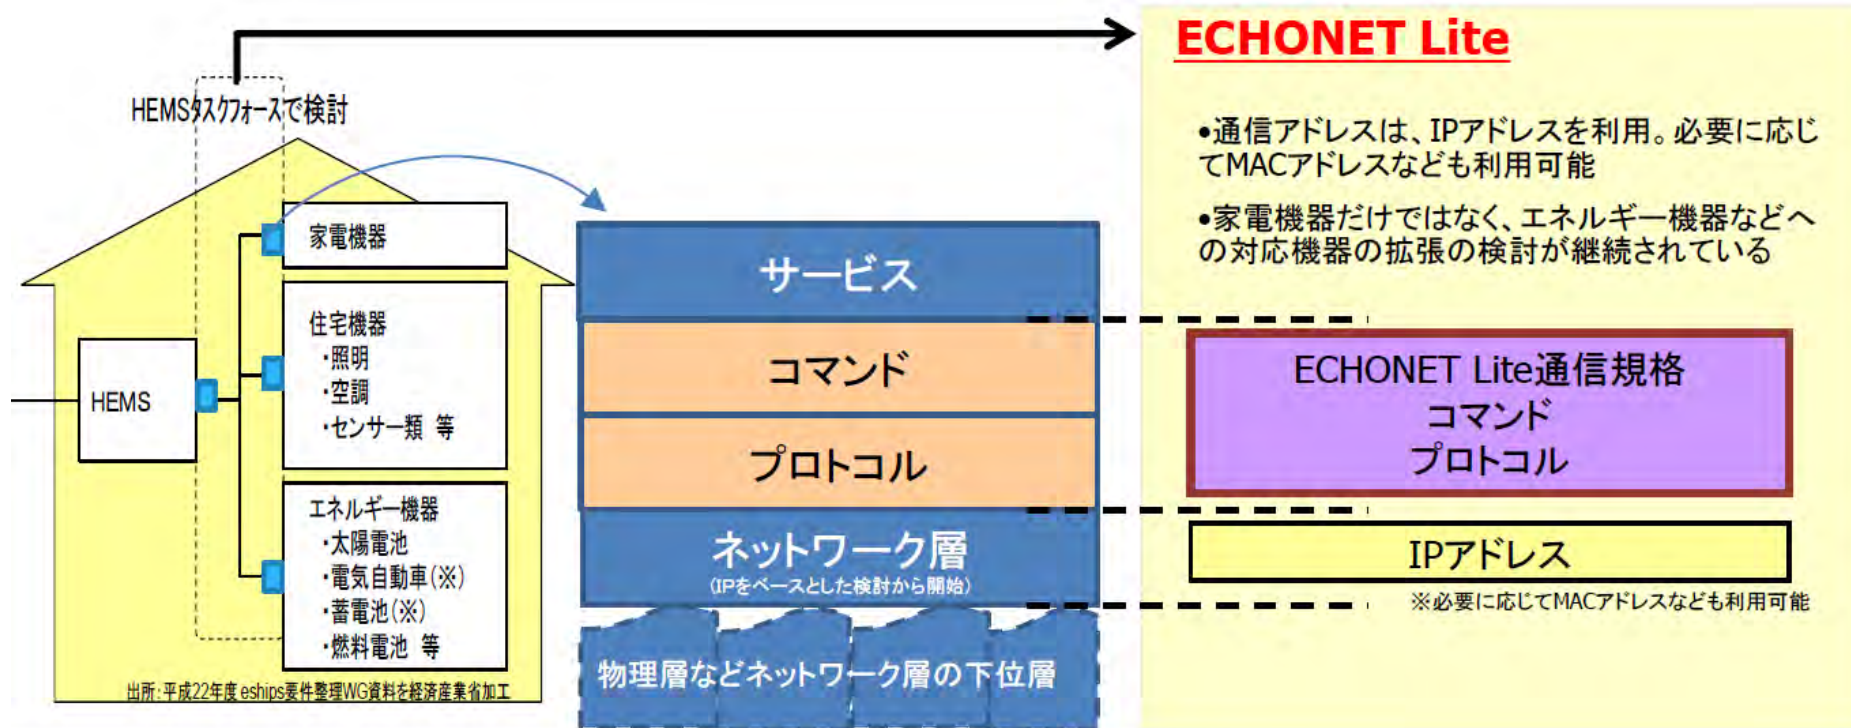 HEMSタスクフォースで検討
家電機器
住宅機器
・照明
・空調
・センサー類 等
HEMS
エネルギー機器
・太陽電池
・電気自動車(※)
・蓄電池(※)
・燃料電池 等
出所:平成22年度 eships要件整理WG資料を経済産業省加工
サービス
コマンド
プロトコル
ネットワーク層
(IPをベースとした検討から開始)
物理層などネットワーク層の下位層
ECHONET Lite
•通信アドレスは、IPアドレスを利用。必要に応じ
てMACアドレスなども利用可能
•家電機器だけではなく、エネルギー機器などへ
の対応機器の拡張の検討が継続されている
ECHONET Lite通信規格
コマンド
プロトコル
IPアドレス
※必要に応じてMACアドレスなども利用可能